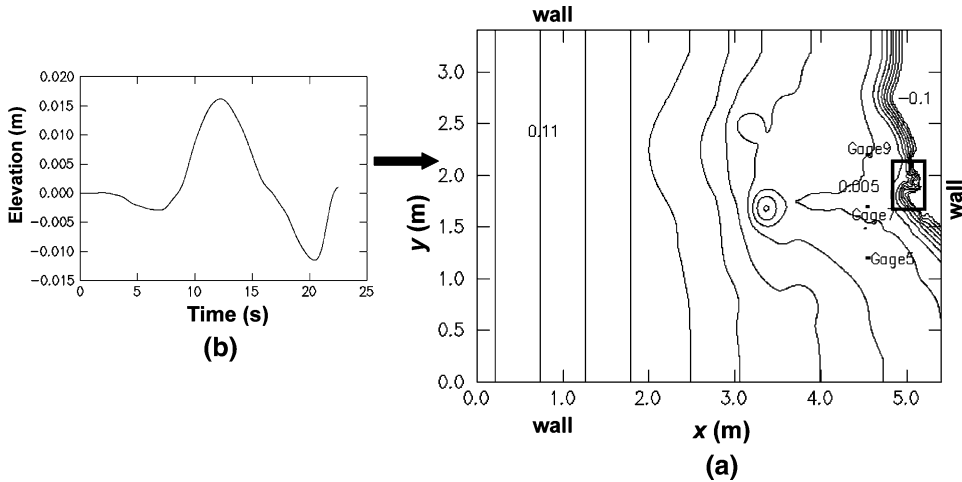 wall
0.020
0.015
0.010
0.005
0.000
−0.005
−0.010
−0.015
Elevation (m)
0 5 10 15 20 25
Time (s)
(b)
3.0
2.5
2.0
1.5
1.0
0.5
0.0
y (m)
0.11
−0.1
Gage9
0.005
Gage7
Gage5
wall
0.0 1.0 2.0 3.0 4.0 5.0
wall
x (m)
(a)